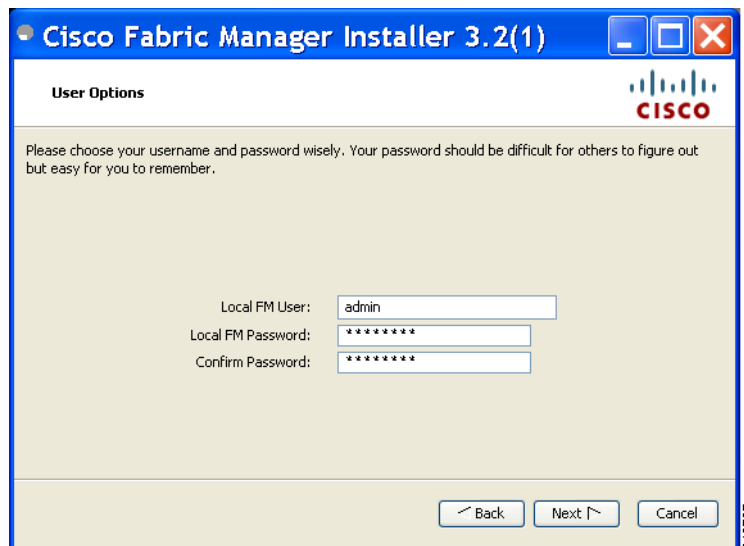 Cisco Fabric Manager Installer 3.2(1)
User Options
CISCO
Please choose your username and password wisely. Your password should be difficult for others to figure out
but easy for you to remember.
Local FM User: admin
Local FM Password: ********
Confirm Password: ********
Back Next Cancel